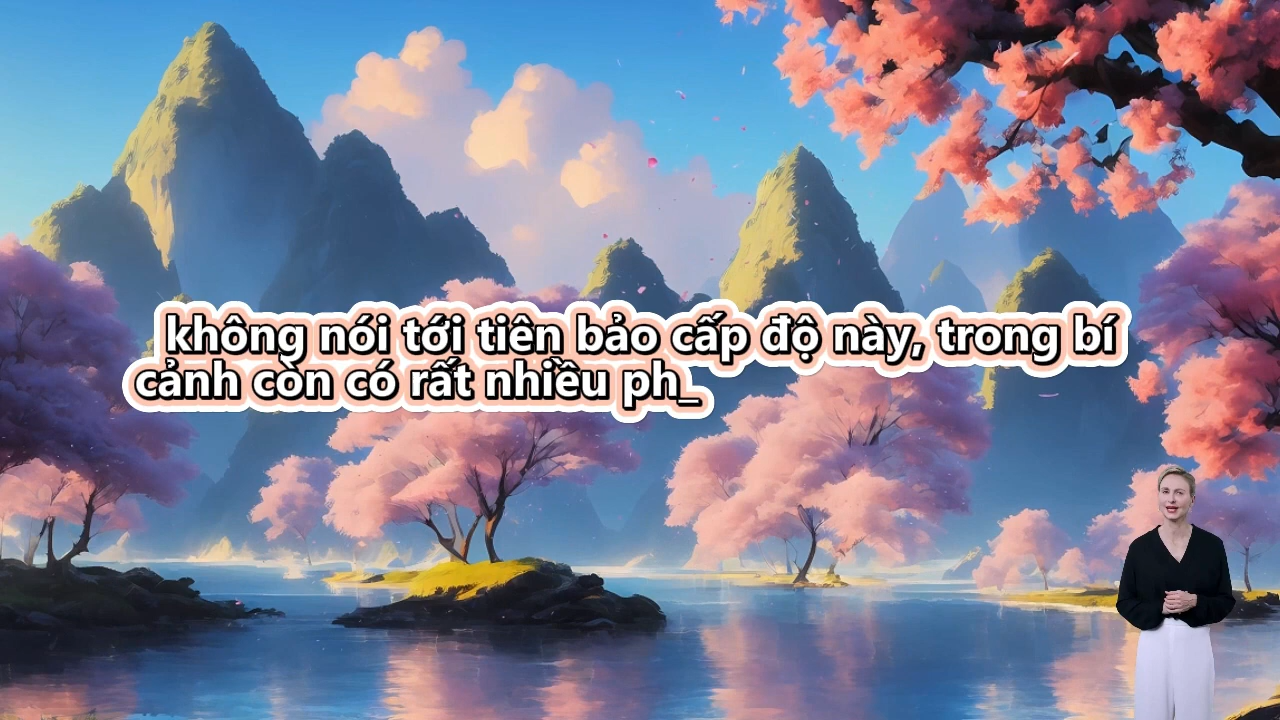 không nói tới tiên bảo cấp độ này, trong bí
cảnh còn có rất nhiều ph_